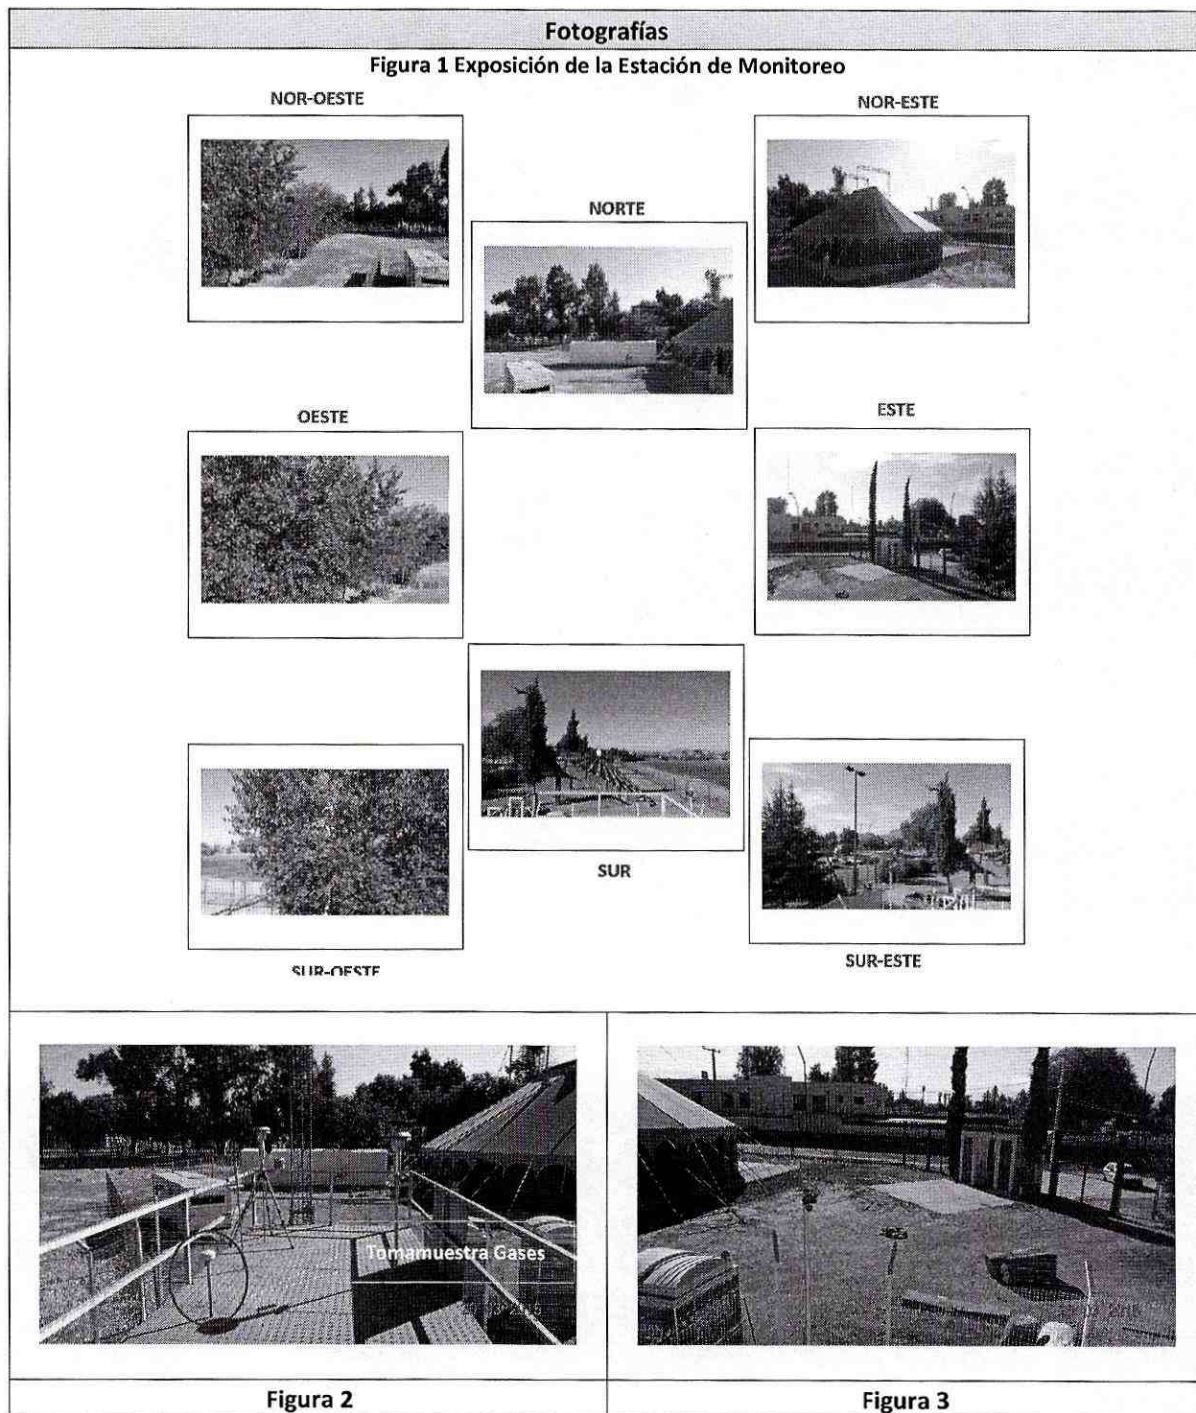 Fotografías
Figura 1 Exposición de la Estación de Monitoreo
NOR-OESTE
NOR-ESTE
NORTE
OESTE
ESTE
SUR
SUR-OESTE
SUR-ESTE
Tomamuestra Gases
Figura 2
Figura 3